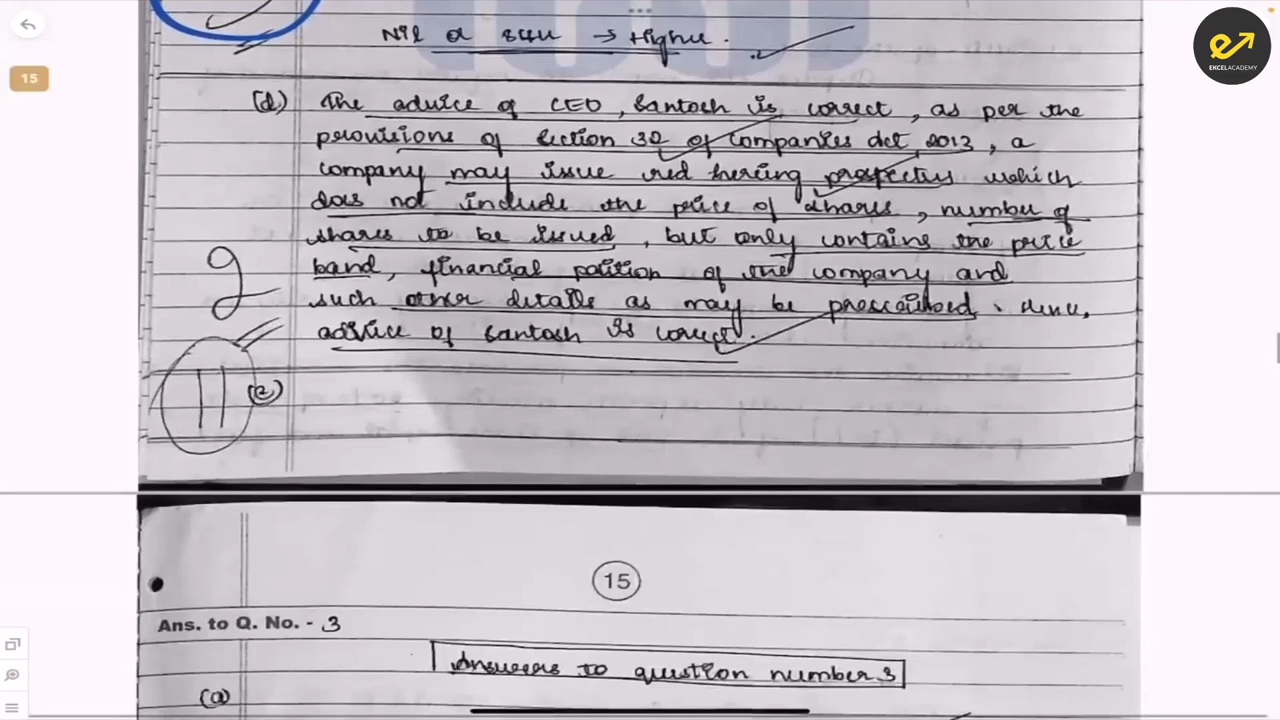 Nil or 84u → Higher.
15
EKCELACADEMY
(d) The advice of CEO, Santosh is correct, as per the
provisions of Section 32 of Companies Act, 2013, a
company may issue red herring prospectus which
does not include the price of shares, number of
shares to be issued, but only contains the price
band, financial position of the company and
such other details as may be prescribed. Hence,
advice of Santosh is correct.
2
11
(e)
15
Ans. to Q. No. - 3
Answers to question number 3
(a)